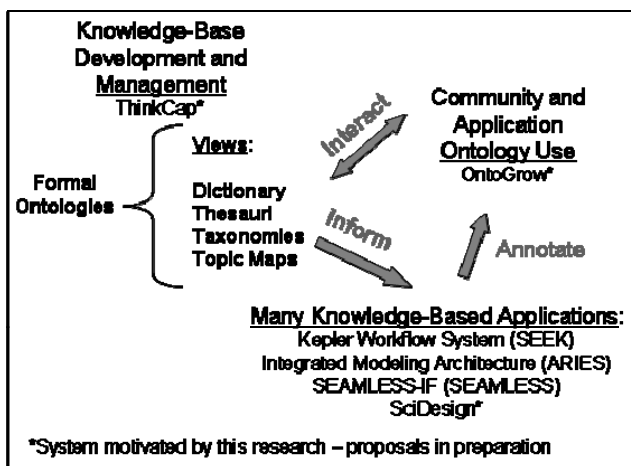 Knowledge-Base
Development and
Management
ThinkCap*
Formal
Ontologies
Views:
Dictionary
Thesauri
Taxonomies
Topic Maps
Interact
Community and
Application
Ontology Use
OntoGrow*
Inform
Annotate
Many Knowledge-Based Applications:
Kepler Workflow System (SEEK)
Integrated Modeling Architecture (ARIES)
SEAMLESS-IF (SEAMLESS)
SciDesign*
*System motivated by this research – proposals in preparation